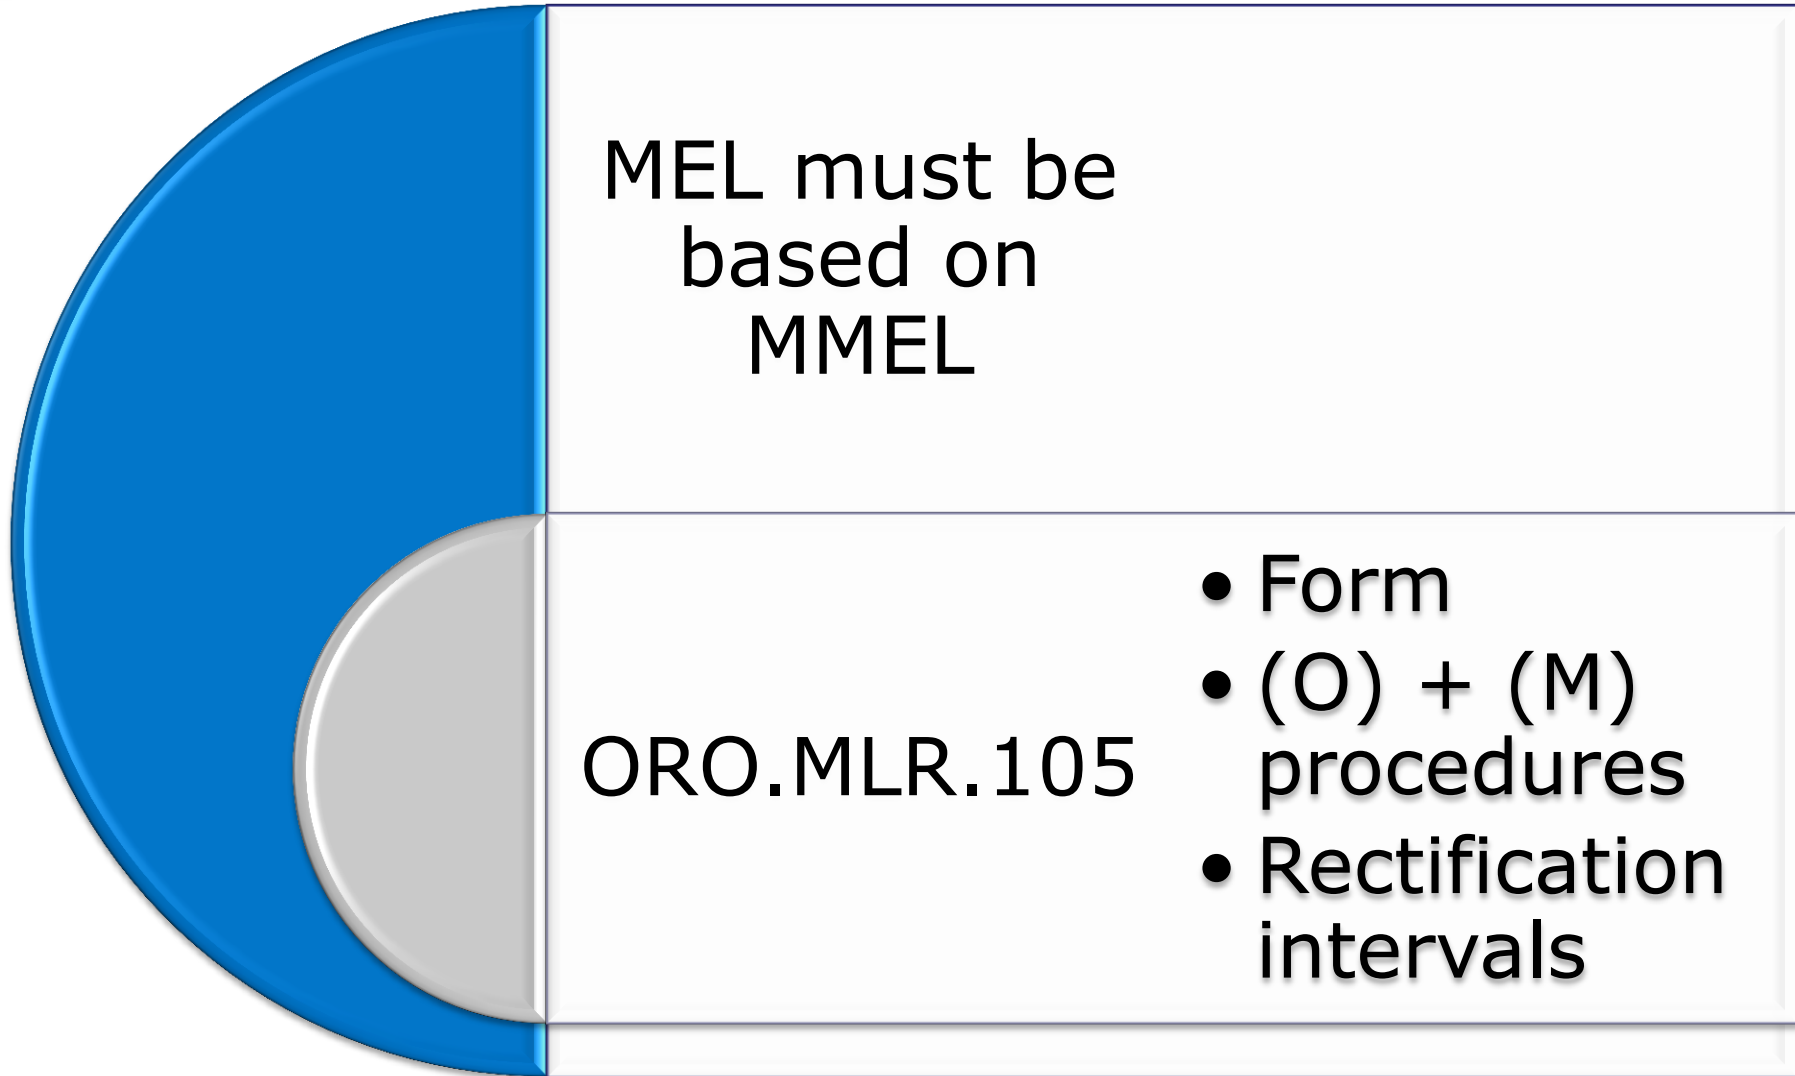 MEL must be
based on
MMEL
ORO.MLR.105
• Form
• (O) + (M)
procedures
• Rectification
intervals